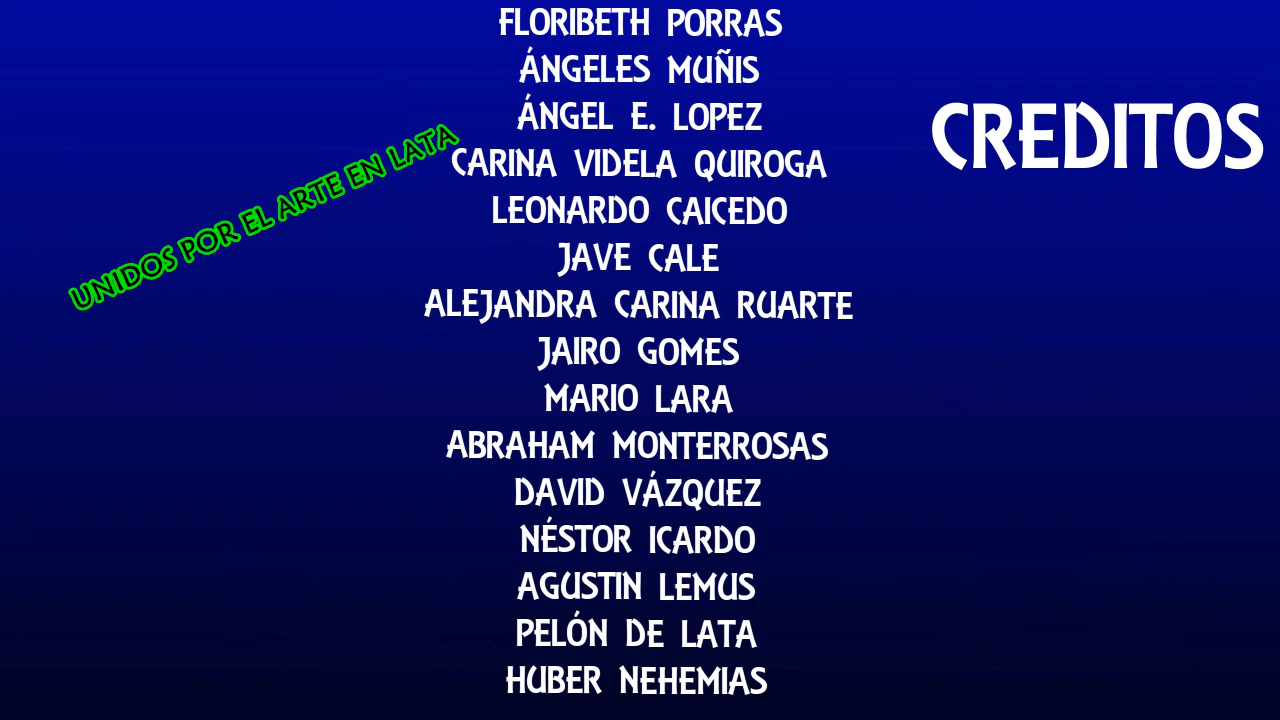 FLORIBETH PORRAS
ÁNGELES MUÑIS
ÁNGEL E. LOPEZ
CREDITOS
UNIDOS POR EL ARTE EN LATA
CARINA VIDELA QUIROGA
LEONARDO CAICEDO
JAVE CALE
ALEJANDRA CARINA RUARTE
JAIRO GOMES
MARIO LARA
ABRAHAM MONTERROSAS
DAVID VÁZQUEZ
NÉSTOR ICARDO
AGUSTIN LEMUS
PELÓN DE LATA
HUBER NEHEMIAS